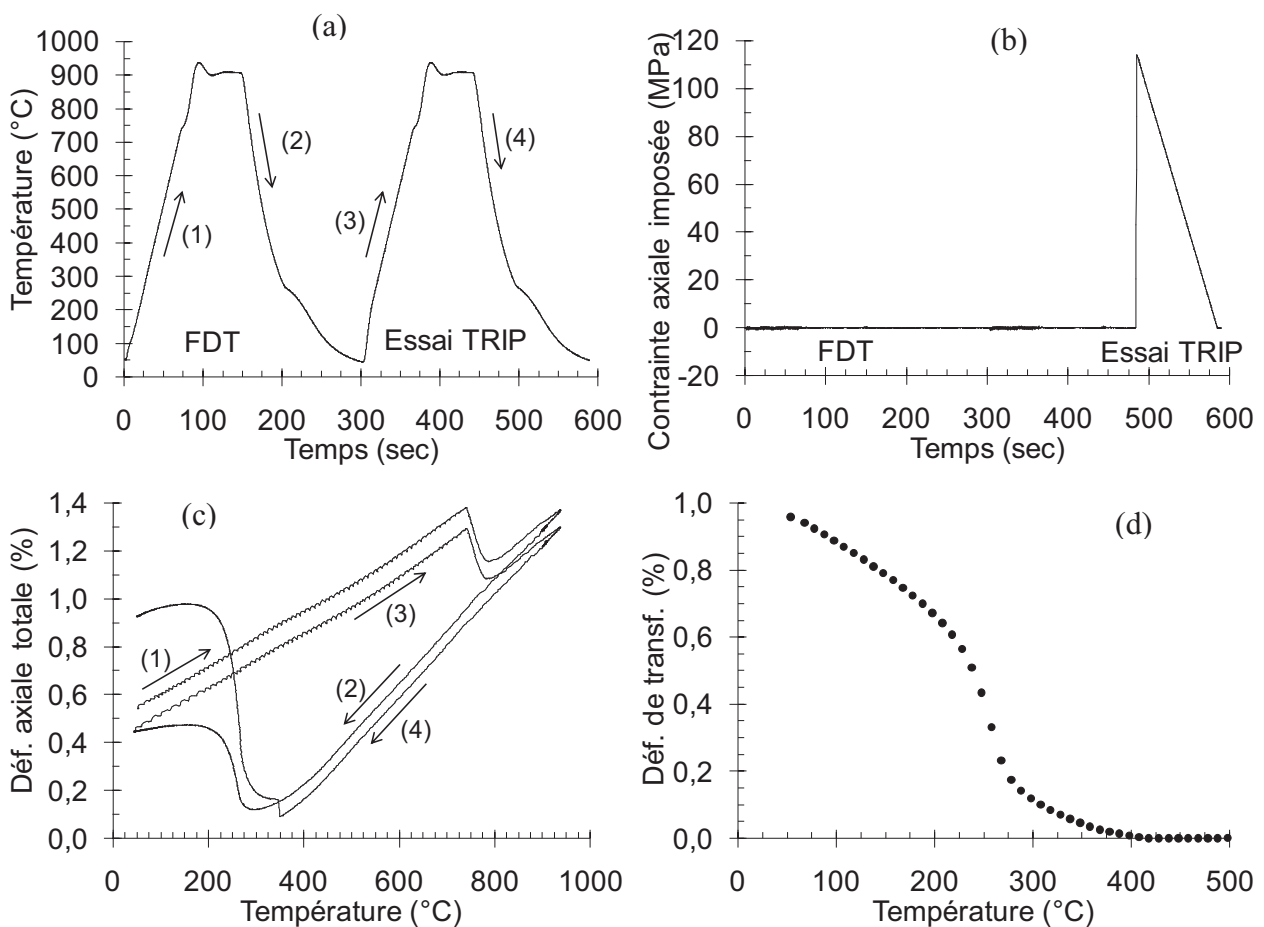 (a)
Température (°C)
1000
900
800
700
600
500
400
300
200
100
0
(1)
(2)
(3)
(4)
FDT
Essai TRIP
0 100 200 300 400 500 600
Temps (sec)
(b)
Contrainte axiale imposée (MPa)
120
100
80
60
40
20
0
-20
FDT
Essai TRIP
0 100 200 300 400 500 600
Temps (sec)
(c)
Déf. axiale totale (%)
1,4
1,2
1,0
0,8
0,6
0,4
0,2
0,0
(1)
(3)
(2)
(4)
0 200 400 600 800 1000
Température (°C)
(d)
Déf. de transf. (%)
1,0
0,8
0,6
0,4
0,2
0,0
0 100 200 300 400 500
Température (°C)